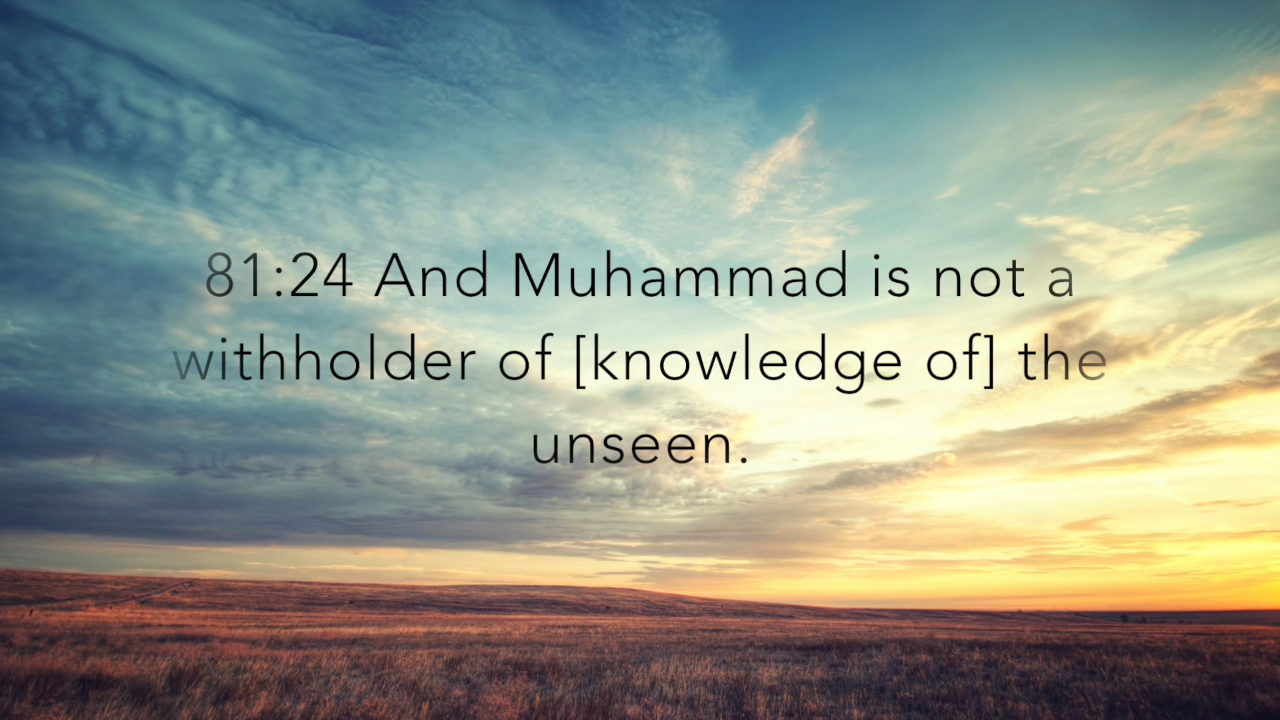 81:24 And Muhammad is not a
withholder of [knowledge of] the
unseen.